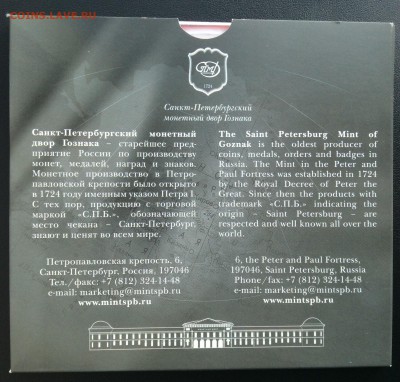 COINS.LAVE.RU
1724
Санкт-Петербургский
монетный двор Гознака
Санкт-Петербургский монетный
двор Гознака – старейшее пред-
приятие России по производству
монет, медалей, наград и знаков.
Монетное производство в Петро-
павловской крепости было открыто
в 1724 году именным указом Петра I.
С тех пор, продукцию с торговой
маркой «С.П.Б.», обозначающей
место чекана – Санкт-Петербург,
знают и ценят во всем мире.
Петропавловская крепость, 6,
Санкт-Петербург, Россия, 197046
Тел./факс: +7 (812) 324-14-48
e-mail: marketing@mintspb.ru
www.mintspb.ru
The Saint Petersburg Mint of
Goznak is the oldest producer of
coins, medals, orders and badges in
Russia. The Mint in the Peter and
Paul Fortress was established in 1724
by the Royal Decree of Peter the
Great. Since then the products with
trademark «С.П.Б.» indicating the
origin – Saint Petersburg – are
respected and well known all over the
world.
6, the Peter and Paul Fortress,
197046, Saint Petersburg, Russia
Phone/fax: +7 (812) 324-14-48
e-mail: marketing@mintspb.ru
www.mintspb.ru